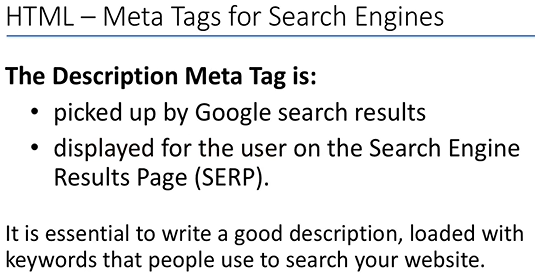 HTML – Meta Tags for Search Engines
The Description Meta Tag is:
• picked up by Google search results
• displayed for the user on the Search Engine
Results Page (SERP).
It is essential to write a good description, loaded with
keywords that people use to search your website.